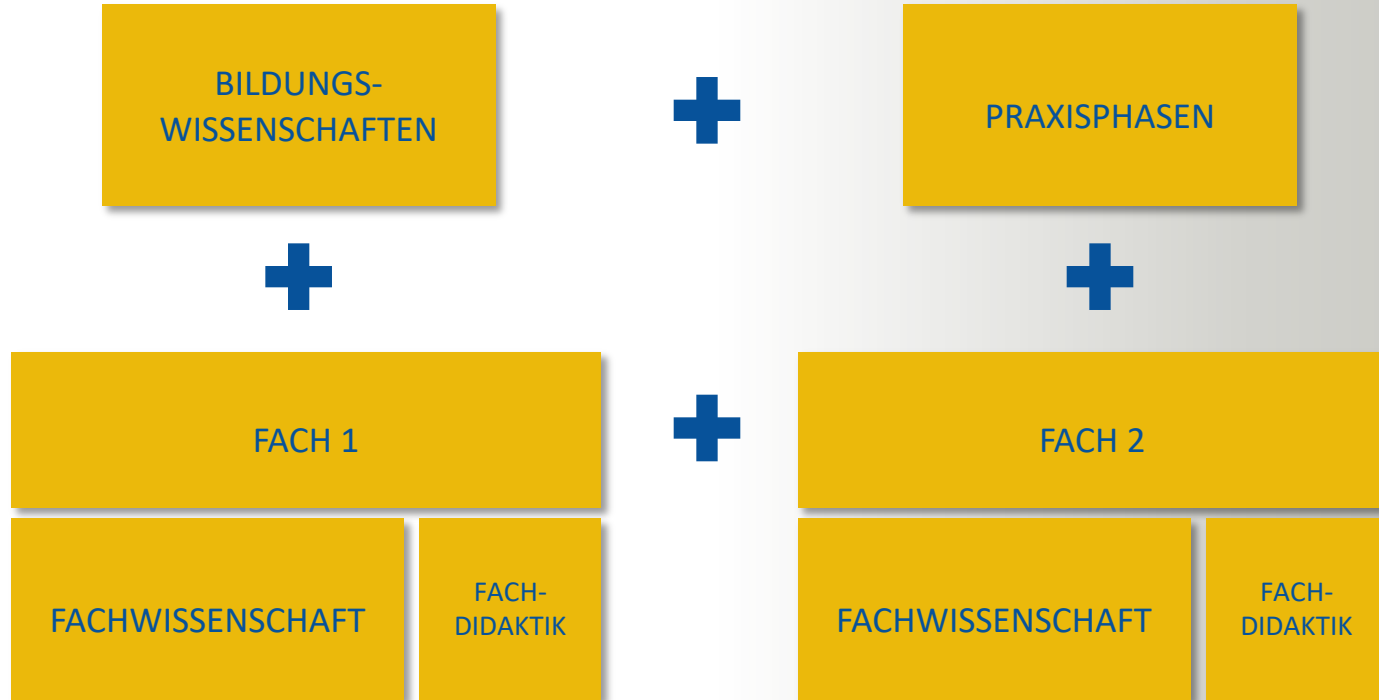 BILDUNGS-
WISSENSCHAFTEN
PRAXISPHASEN
FACH 1
FACH 2
FACHWISSENSCHAFT
FACH-
DIDAKTIK
FACHWISSENSCHAFT
FACH-
DIDAKTIK